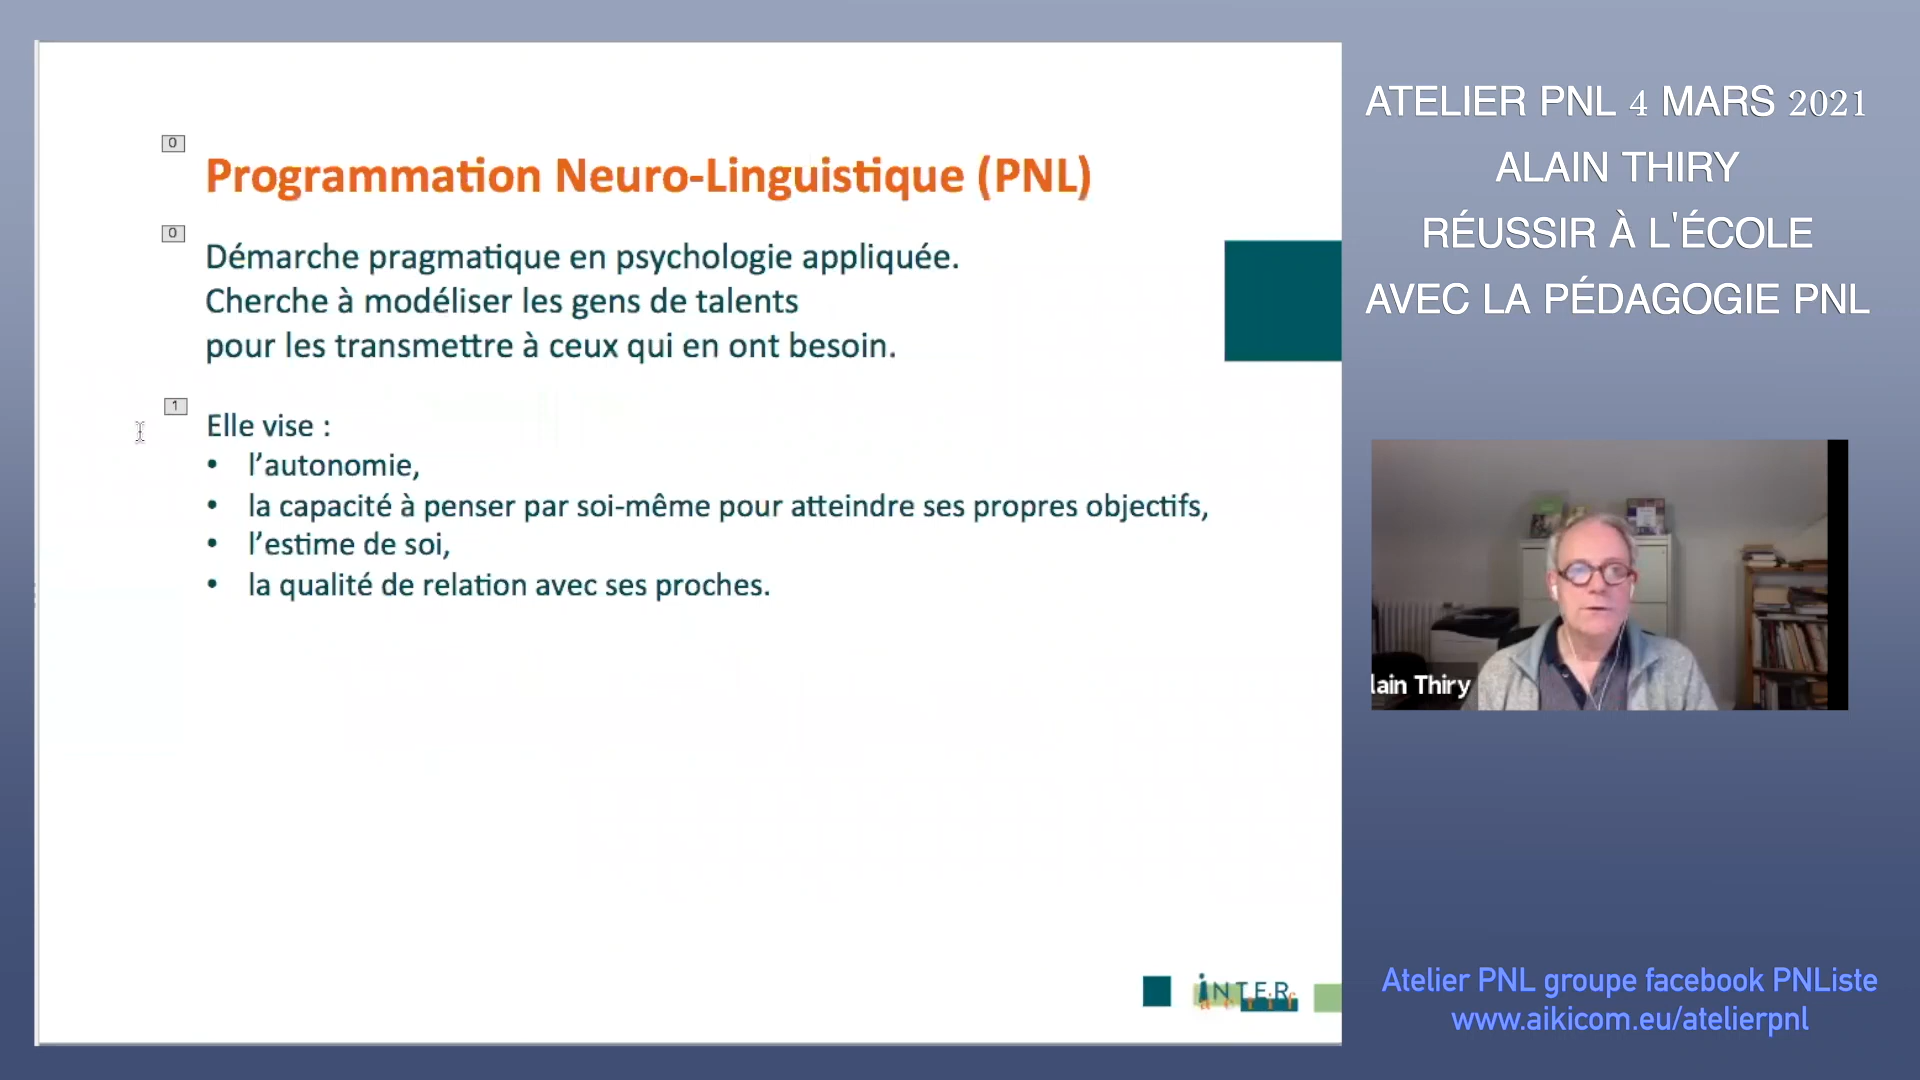 0
Programmation Neuro-Linguistique (PNL)
0
Démarche pragmatique en psychologie appliquée.
Cherche à modéliser les gens de talents
pour les transmettre à ceux qui en ont besoin.
1
Elle vise :
• l’autonomie,
• la capacité à penser par soi-même pour atteindre ses propres objectifs,
• l’estime de soi,
• la qualité de relation avec ses proches.
iNTER
actif
ATELIER PNL 4 MARS 2021
ALAIN THIRY
RÉUSSIR À L'ÉCOLE
AVEC LA PÉDAGOGIE PNL
lain Thiry
Atelier PNL groupe facebook PNListe
www.aikicom.eu/atelierpnl